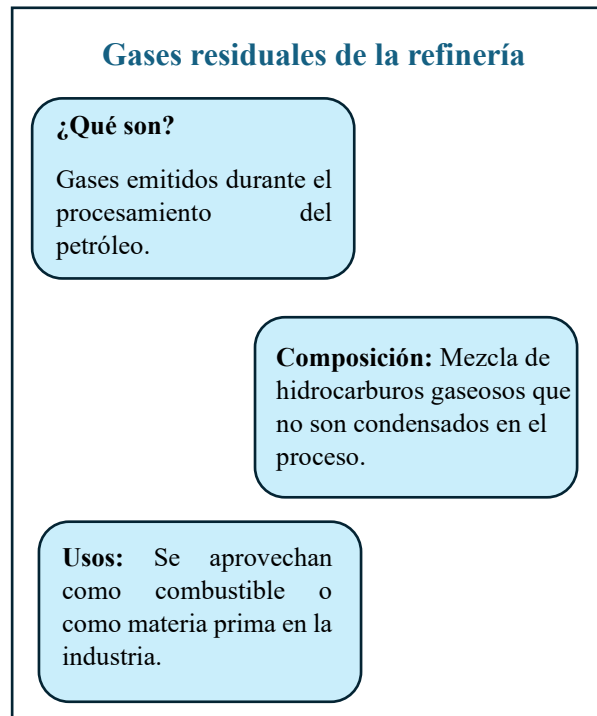 Gases residuales de la refinería
¿Qué son?
Gases emitidos durante el
procesamiento del
petróleo.
Composición: Mezcla de
hidrocarburos gaseosos que
no son condensados en el
proceso.
Usos: Se aprovechan
como combustible o
como materia prima en la
industria.